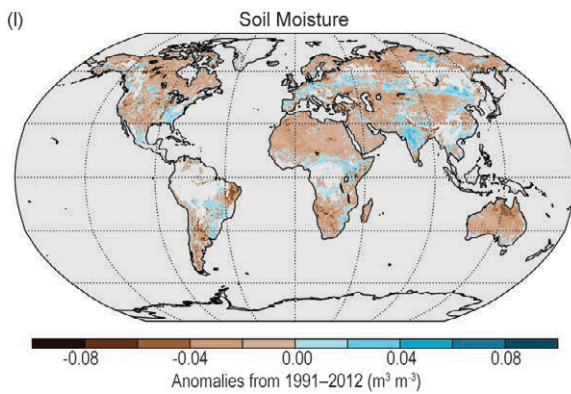 (l)
Soil Moisture
-0.08 -0.04 0.00 0.04 0.08
Anomalies from 1991–2012 (m³ m⁻³)